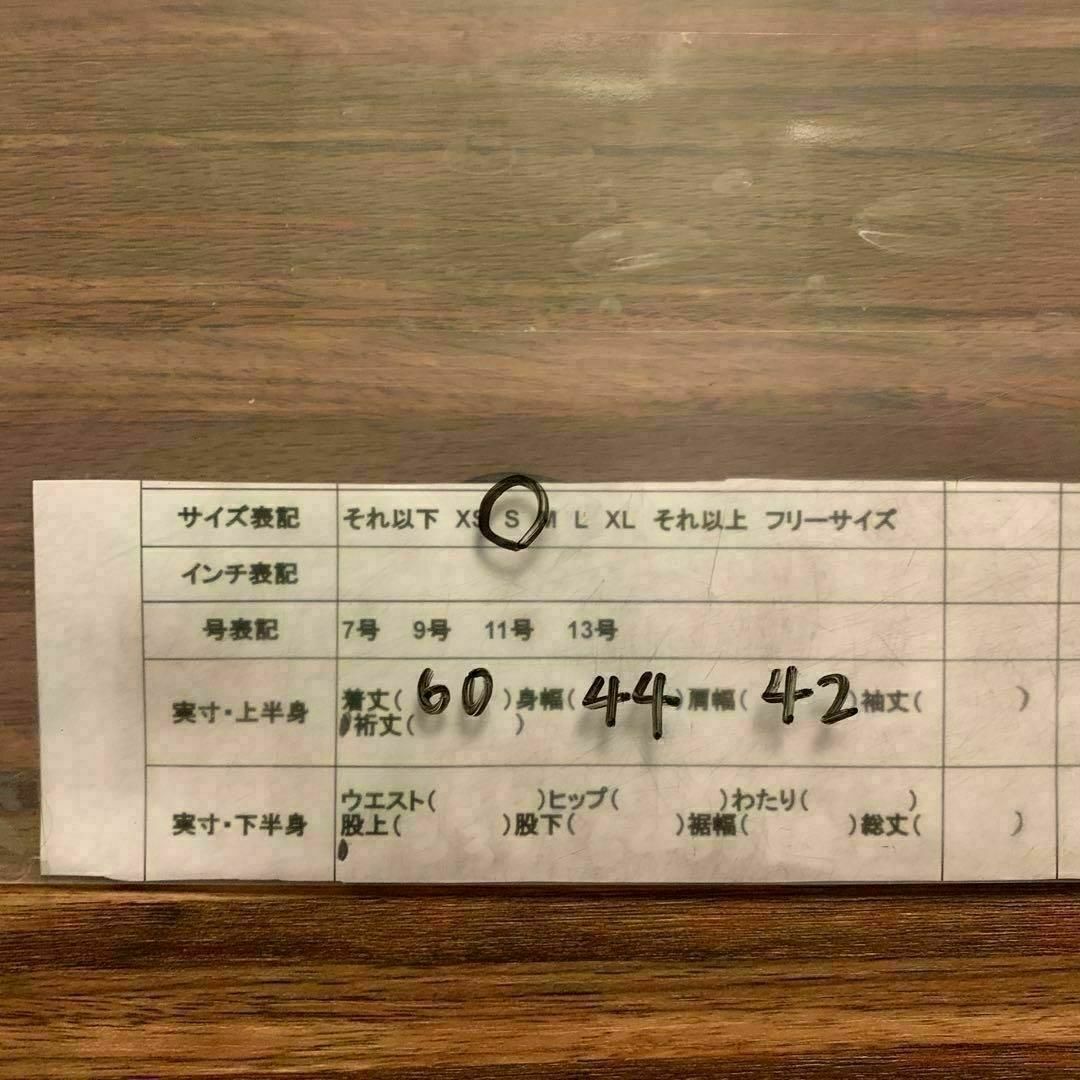 サイズ表記 それ以下 XS S M L XL それ以上 フリーサイズ
インチ表記
号表記 7号 9号 11号 13号
実寸・上半身 着丈( 60 )身幅( 44 )肩幅( 42 )袖丈( )
裄丈( )
実寸・下半身 ウエスト( )ヒップ( )わたり( )
股上( )股下( )裾幅( )総丈( )